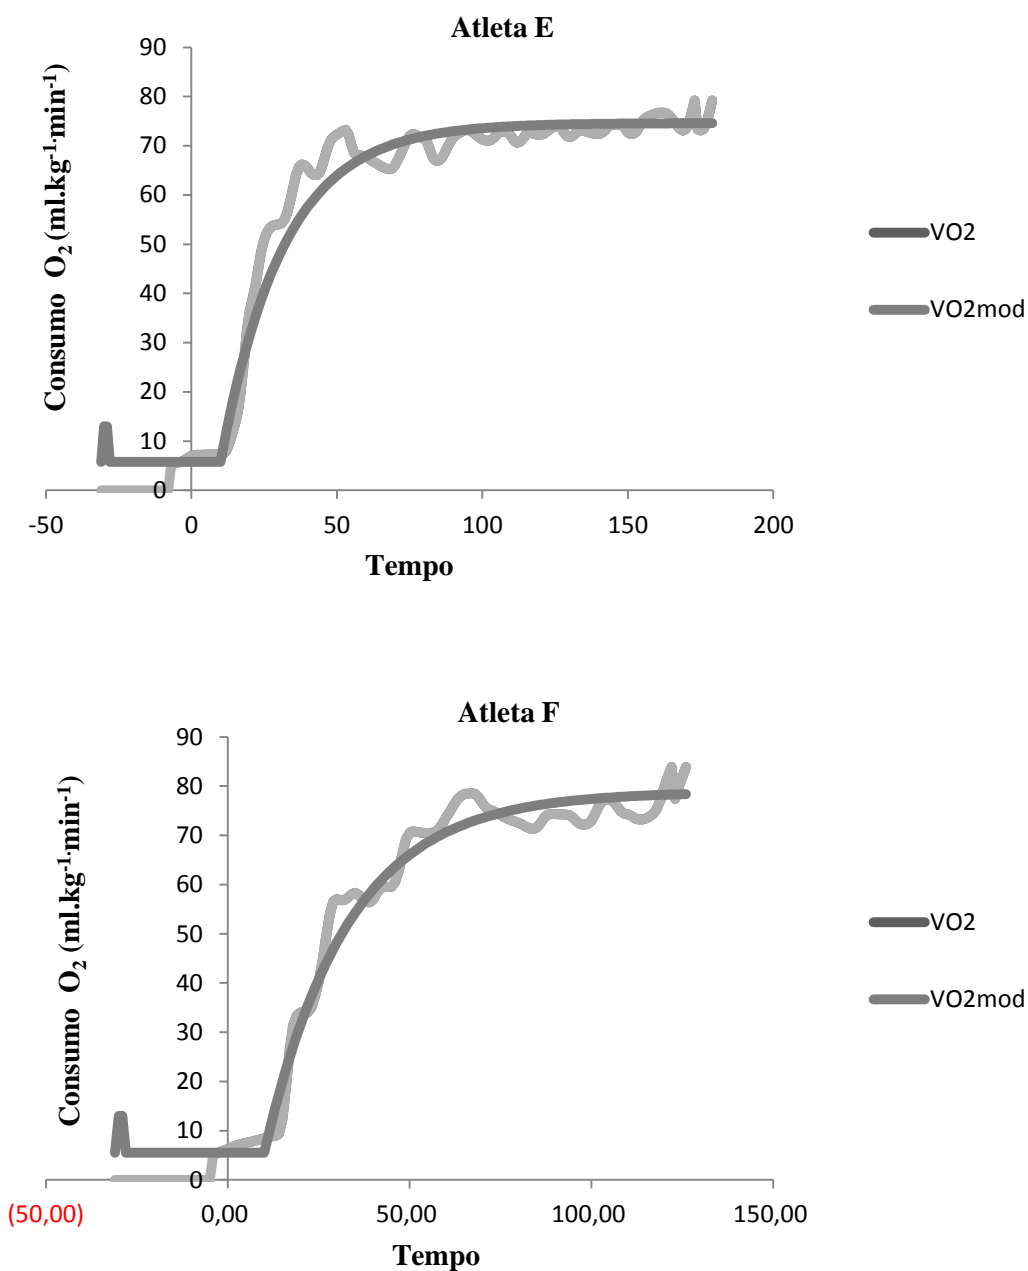 Atleta E
Consumo O₂ (ml.kg⁻¹·min⁻¹)
90
80
70
60
50
40
30
20
10
0
-50 0 50 100 150 200
Tempo
VO2
VO2mod
Atleta F
Consumo O₂ (ml.kg⁻¹·min⁻¹)
90
80
70
60
50
40
30
20
10
0
(50,00) 0,00 50,00 100,00 150,00
Tempo
VO2
VO2mod